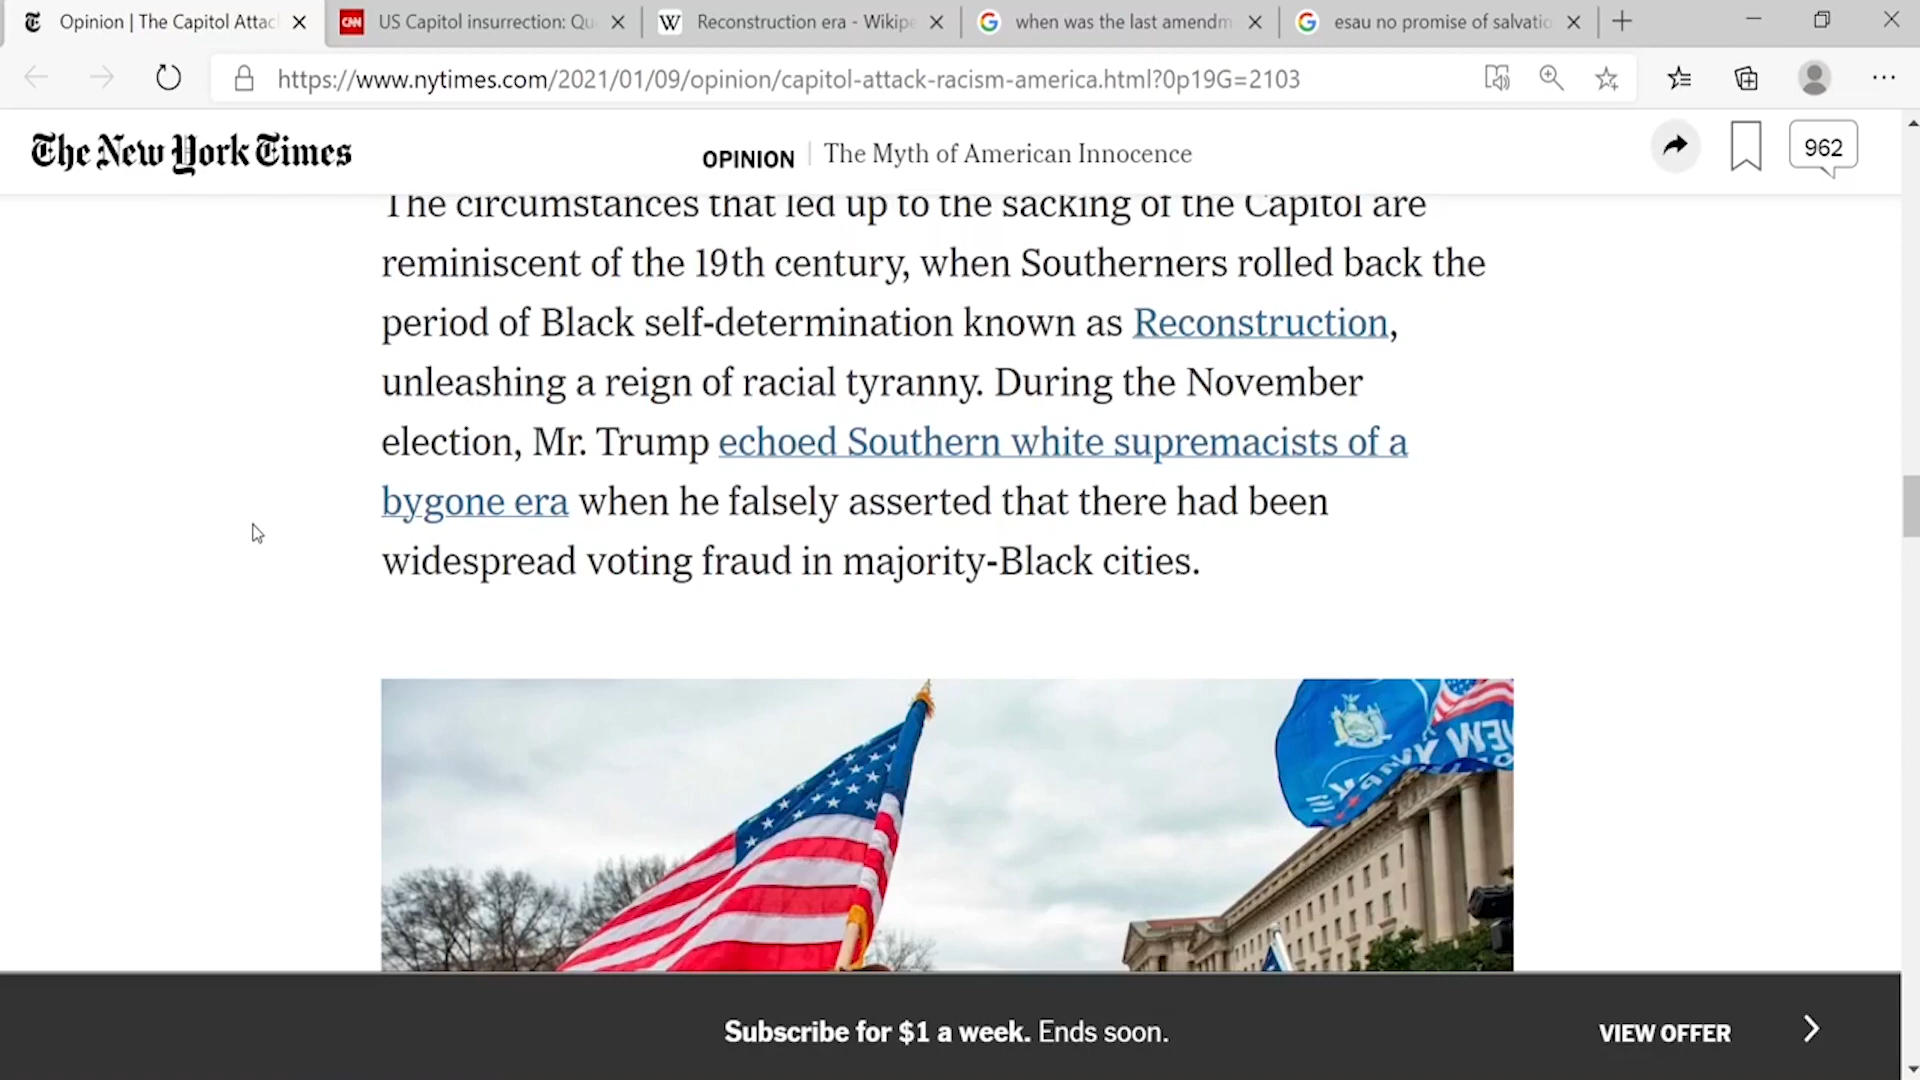 Opinion | The Capitol Attac
US Capitol insurrection: Qu
Reconstruction era - Wikipe
when was the last amendm
esau no promise of salvatio
https://www.nytimes.com/2021/01/09/opinion/capitol-attack-racism-america.html?0p19G=2103
The New York Times
OPINION | The Myth of American Innocence
962
The circumstances that led up to the sacking of the Capitol are
reminiscent of the 19th century, when Southerners rolled back the
period of Black self-determination known as Reconstruction,
unleashing a reign of racial tyranny. During the November
election, Mr. Trump echoed Southern white supremacists of a
bygone era when he falsely asserted that there had been
widespread voting fraud in majority-Black cities.
Subscribe for $1 a week. Ends soon.
VIEW OFFER